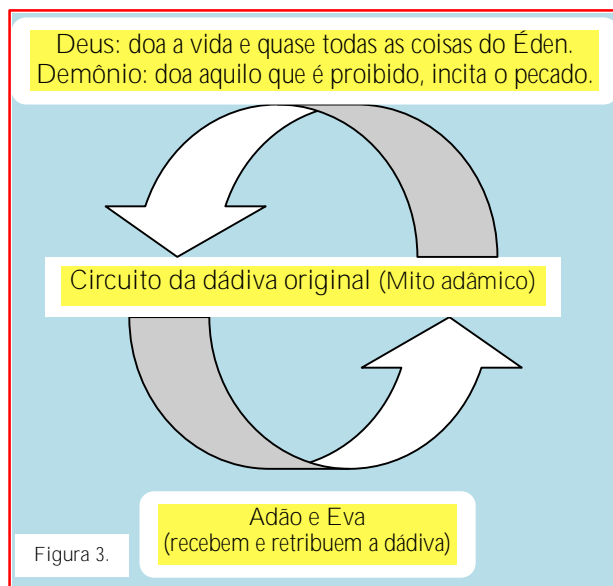 Deus: doa a vida e quase todas as coisas do Éden.
Demônio: doa aquilo que é proibido, incita o pecado.
Circuito da dádiva original (Mito adâmico)
Adão e Eva
(recebem e retribuem a dádiva)
Figura 3.